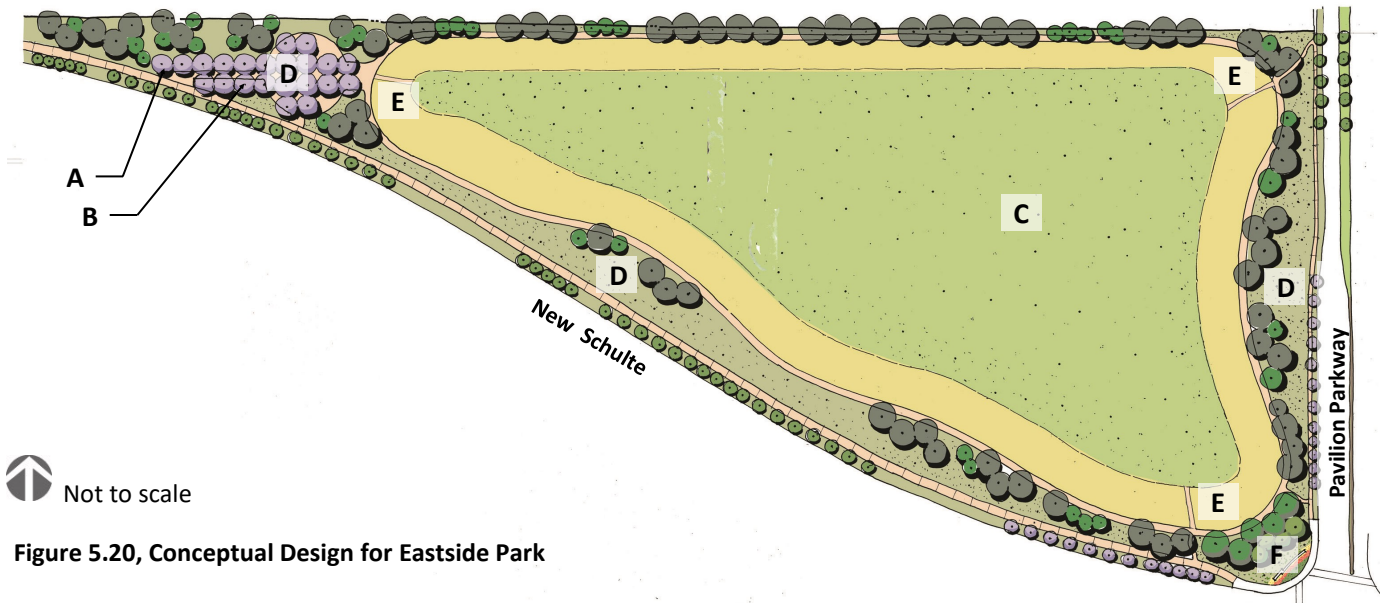 D
E
E
A
B
C
D
D
New Schulte
Pavilion Parkway
Not to scale
E
Figure 5.20, Conceptual Design for Eastside Park
F